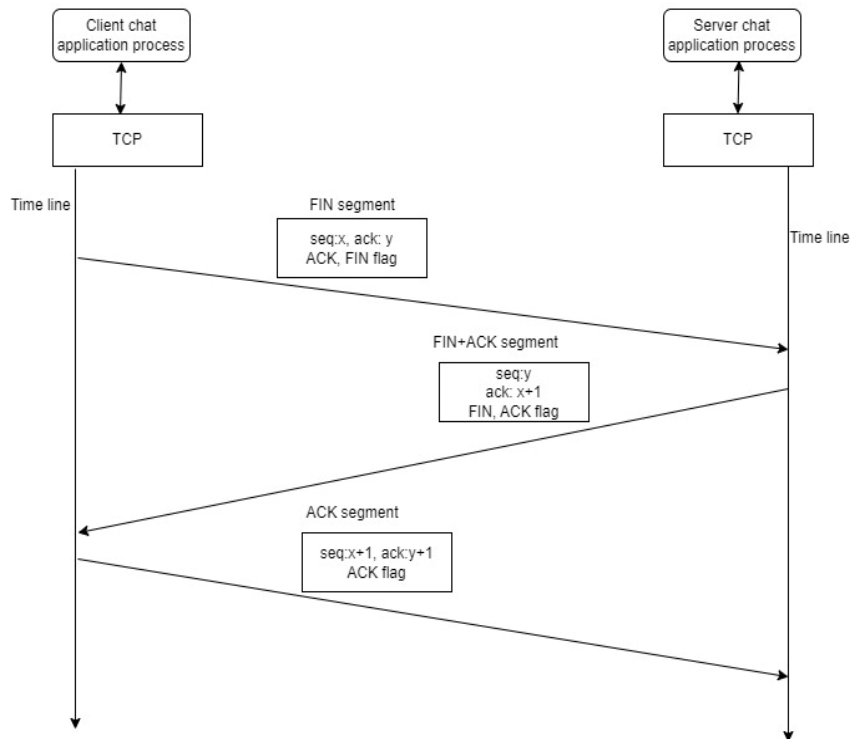 Client chat
application process
Server chat
application process
TCP
TCP
Time line
FIN segment
seq:x, ack: y
ACK, FIN flag
Time line
FIN+ACK segment
seq:y
ack: x+1
FIN, ACK flag
ACK segment
seq:x+1, ack:y+1
ACK flag